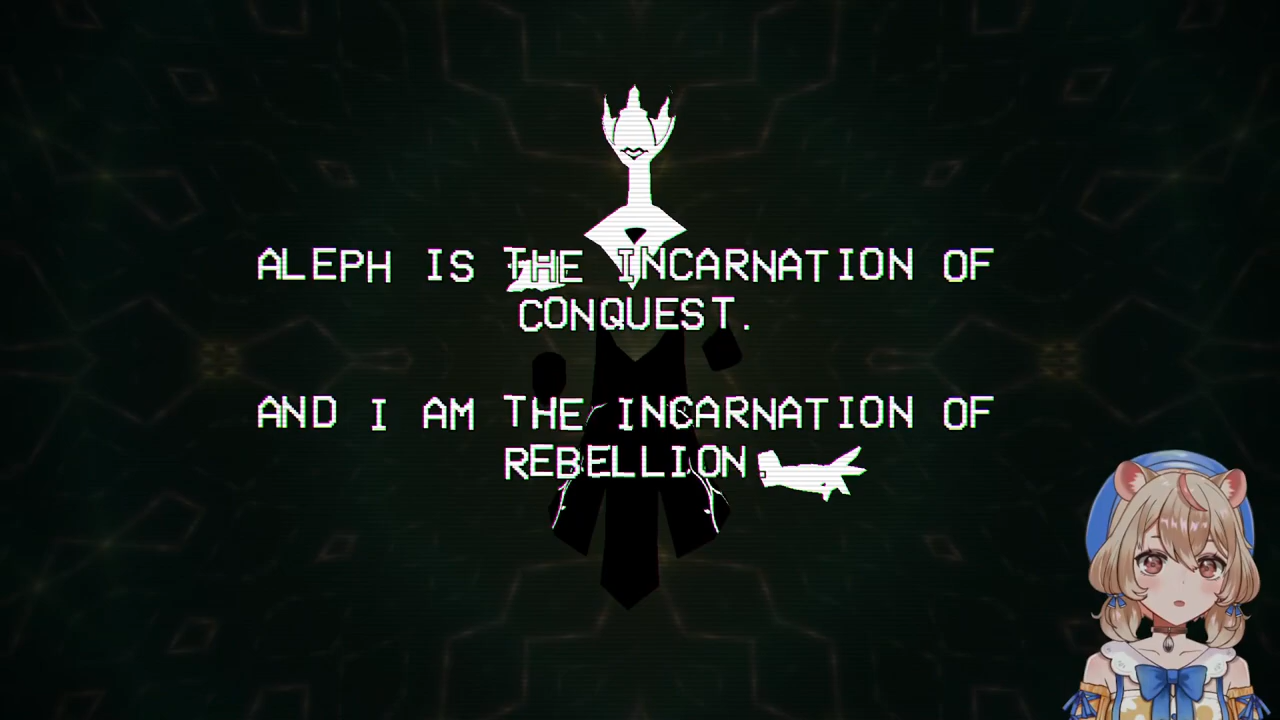 ALEPH IS THE INCARNATION OF
CONQUEST.
AND I AM THE INCARNATION OF
REBELLION.